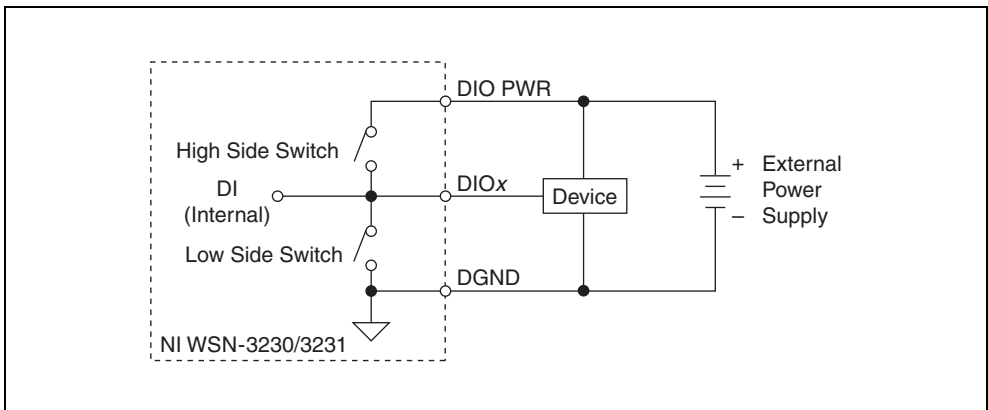 DIO PWR
High Side Switch
DI
(Internal)
DIOx
Device
+ External
Power
– Supply
Low Side Switch
DGND
NI WSN-3230/3231